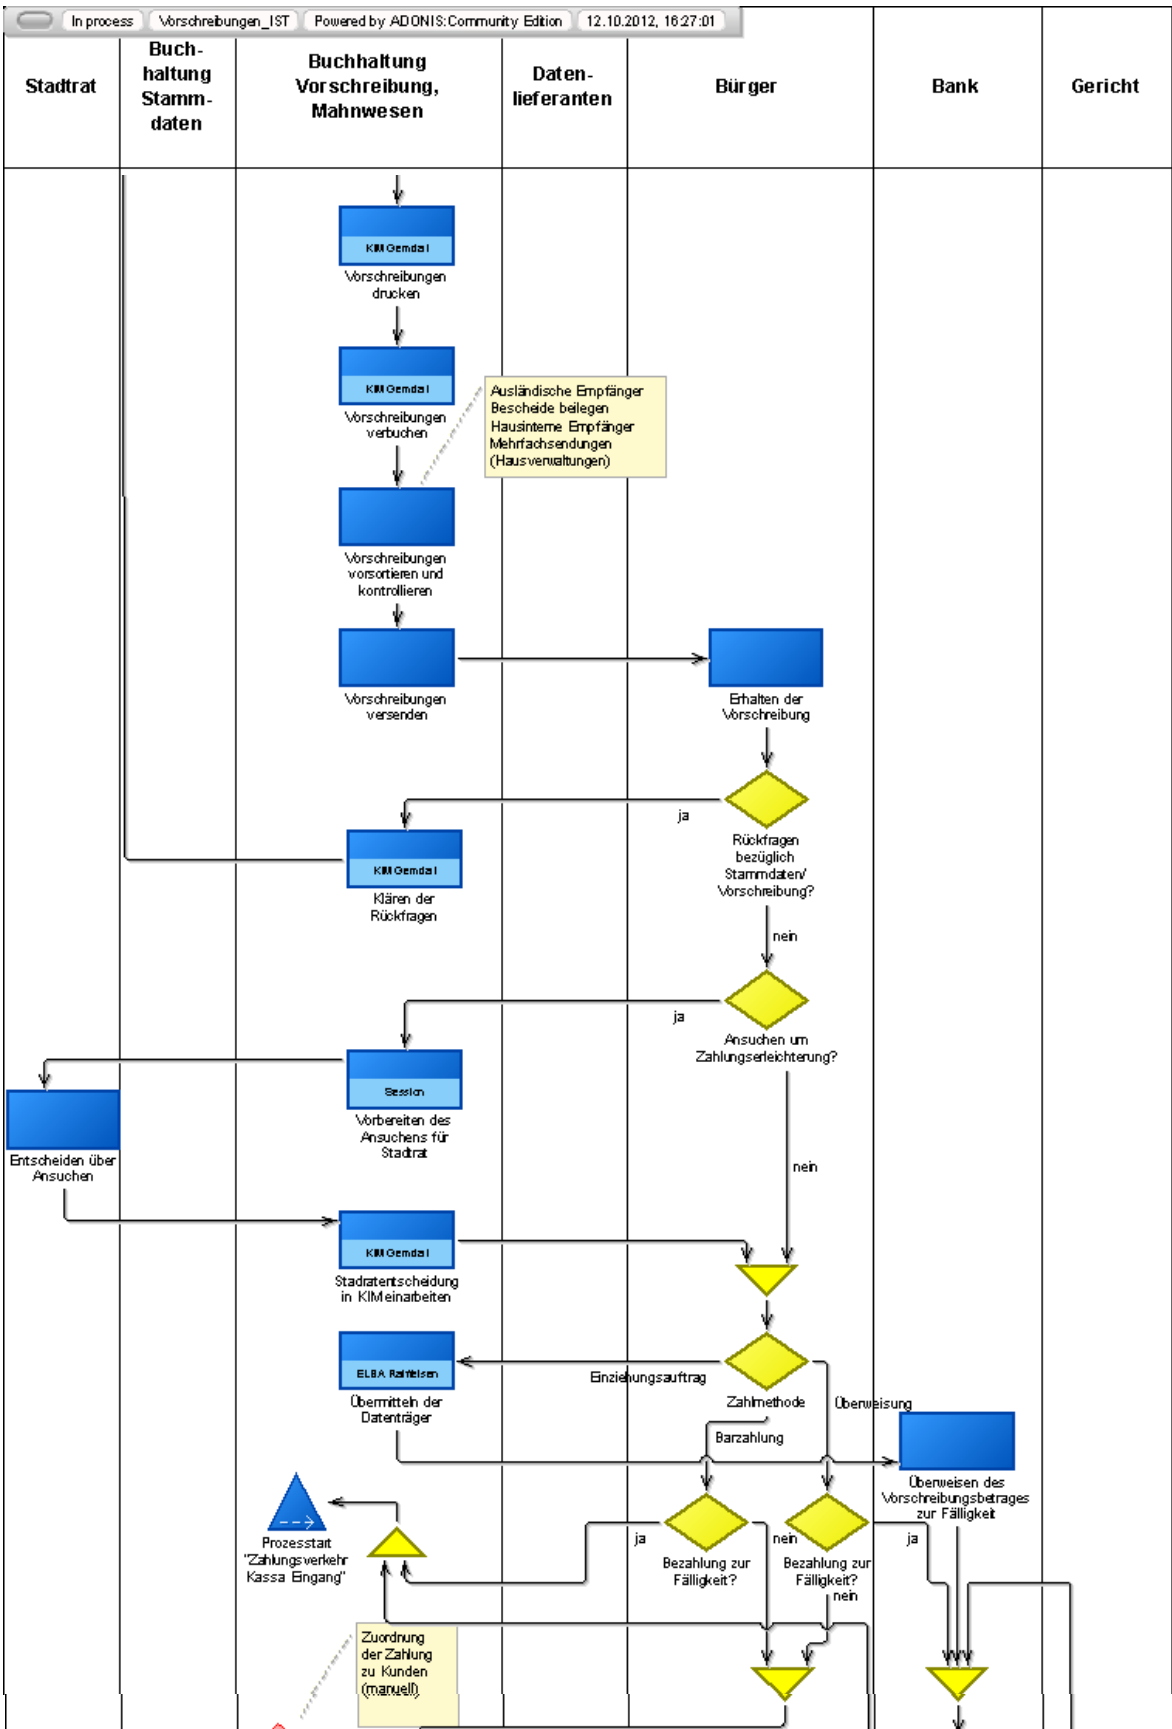 In process
Vorschreibungen_IST
Powered by ADONIS:Community Edition
12.10.2012, 16:27:01
Stadtrat
Buch-
haltung
Stamm-
daten
Buchhaltung
Vorschreibung,
Mahnwesen
Daten-
lieferanten
Bürger
Bank
Gericht
KIM Gemdat
Vorschreibungen
drucken
KIM Gemdat
Vorschreibungen
verbuchen
Ausländische Empfänger
Bescheide beilegen
Hausinterne Empfänger
Mehrfachsendungen
(Hausverwaltungen)
Vorschreibungen
vorsortieren und
kontrollieren
Vorschreibungen
versenden
Erhalten der
Vorschreibung
ja
Rückfragen
bezüglich
Stammdaten/
Vorschreibung?
KIM Gemdat
Klären der
Rückfragen
nein
ja
Ansuchen um
Zahlungserleichterung?
Session
Vorbereiten des
Ansuchens für
Stadtrat
Entscheiden über
Ansuchen
nein
KIM Gemdat
Stadratentscheidung
in KIM einarbeiten
ELBA Raiffeisen
Übermitteln der
Datenträger
Einziehungsauftrag
Zahlmethode
Überweisung
Barzahlung
Überweisen des
Vorschreibungsbetrages
zur Fälligkeit
Prozesstart
"Zahlungsverkehr
Kassa Eingang"
ja
Bezahlung zur
Fälligkeit?
nein
Bezahlung zur
Fälligkeit?
nein
ja
Zuordnung
der Zahlung
zu Kunden
(manuell)